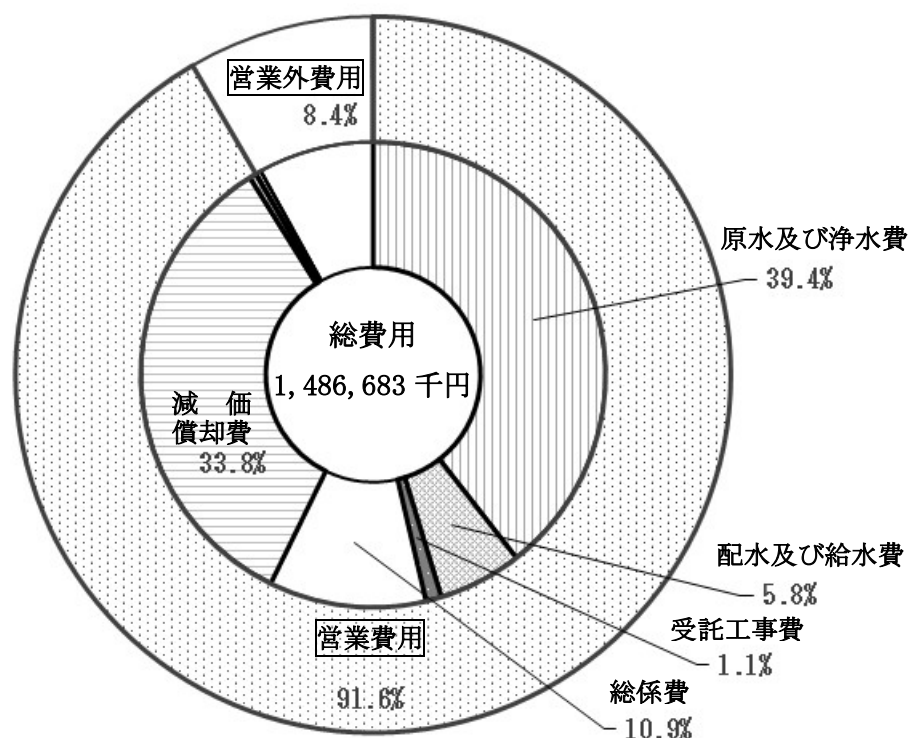 営業外費用
8.4%
原水及び浄水費
39.4%
総費用
1,486,683 千円
減 価
償却費
33.8%
配水及び給水費
5.8%
受託工事費
1.1%
営業費用
91.6%
総係費
10.9%